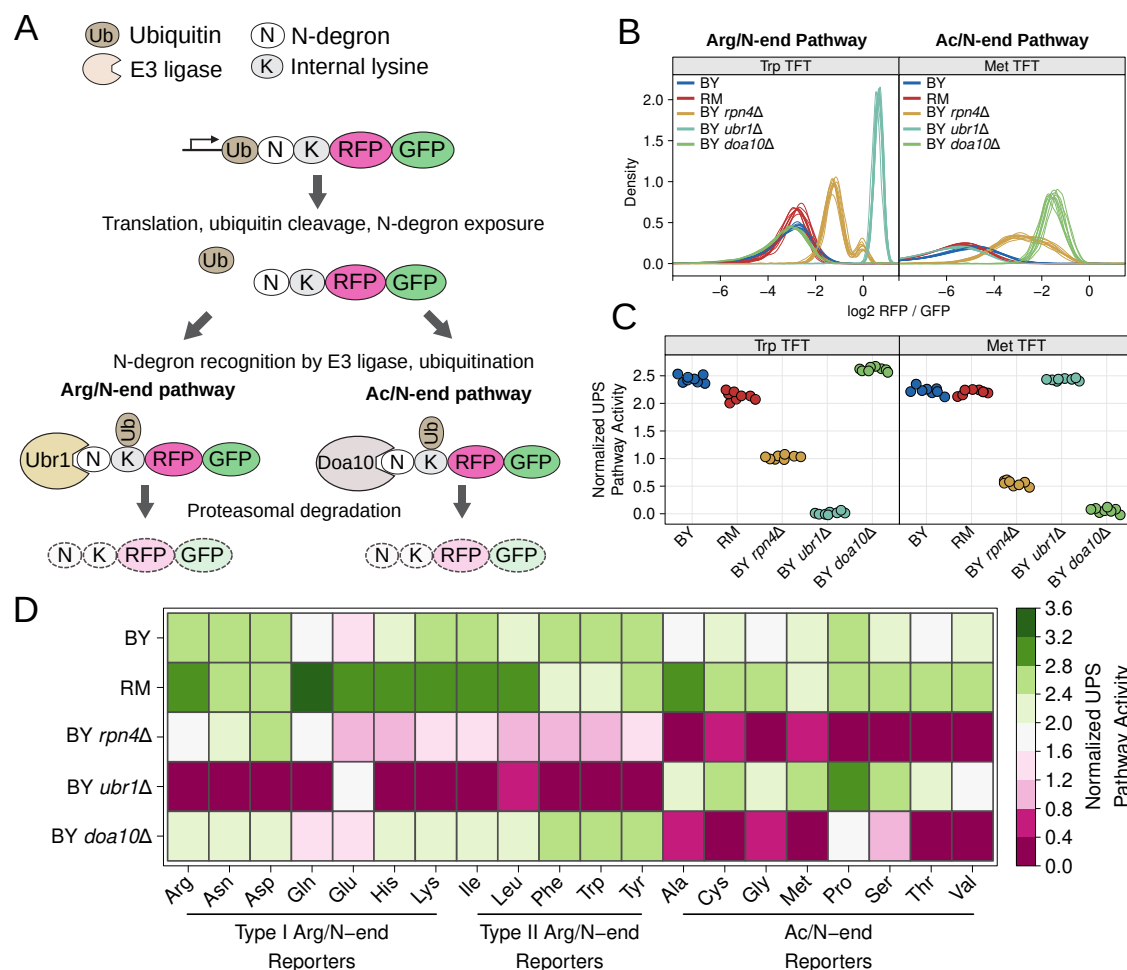 A
Ub Ubiquitin
N N-degron
E3 ligase
K Internal lysine
Ub N K RFP GFP
Translation, ubiquitin cleavage, N-degron exposure
Ub
N K RFP GFP
N-degron recognition by E3 ligase, ubiquitination
Arg/N-end pathway
Ac/N-end pathway
Ub
Ub
Ubr1 N K RFP GFP
Doa10 N K RFP GFP
Proteasomal degradation
N K RFP GFP
N K RFP GFP
B
Arg/N-end Pathway
Ac/N-end Pathway
Trp TFT
Met TFT
BY
RM
BY rpn4Δ
BY ubr1Δ
BY doa10Δ
BY
RM
BY rpn4Δ
BY ubr1Δ
BY doa10Δ
Density
2.0
1.5
1.0
0.5
0.0
−6 −4 −2 0
−6 −4 −2 0
log2 RFP / GFP
C
Trp TFT
Met TFT
Normalized UPS
Pathway Activity
2.5
2.0
1.5
1.0
0.5
0.0
BY
RM
BY rpn4Δ
BY ubr1Δ
BY doa10Δ
BY
RM
BY rpn4Δ
BY ubr1Δ
BY doa10Δ
D
BY
RM
BY rpn4Δ
BY ubr1Δ
BY doa10Δ
Arg Asn Asp Gln Glu His Lys Ile Leu Phe Trp Tyr Ala Cys Gly Met Pro Ser Thr Val
Type I Arg/N−end
Reporters
Type II Arg/N−end
Reporters
Ac/N−end
Reporters
3.6
3.2
2.8
2.4
2.0
1.6
1.2
0.8
0.4
0.0
Normalized UPS
Pathway Activity